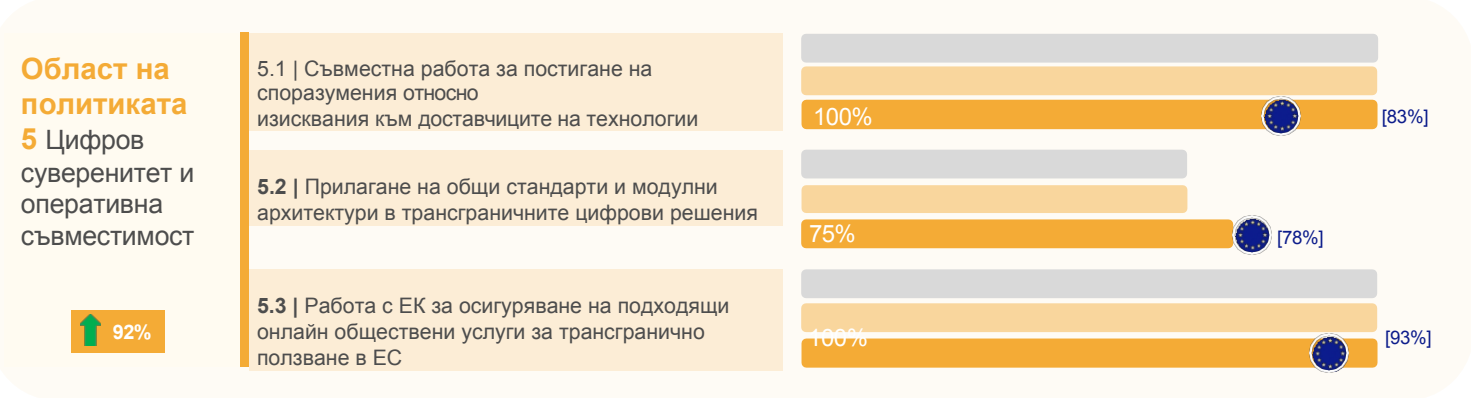 Област на
политиката
5 Цифров
суверенитет и
оперативна
съвместимост
92%
5.1 | Съвместна работа за постигане на
споразумения относно
изисквания към доставчиците на технологии
100%
[83%]
5.2 | Прилагане на общи стандарти и модулни
архитектури в трансграничните цифрови решения
75%
[78%]
5.3 | Работа с ЕК за осигуряване на подходящи
онлайн обществени услуги за трансгранично
ползване в ЕС
100%
[93%]